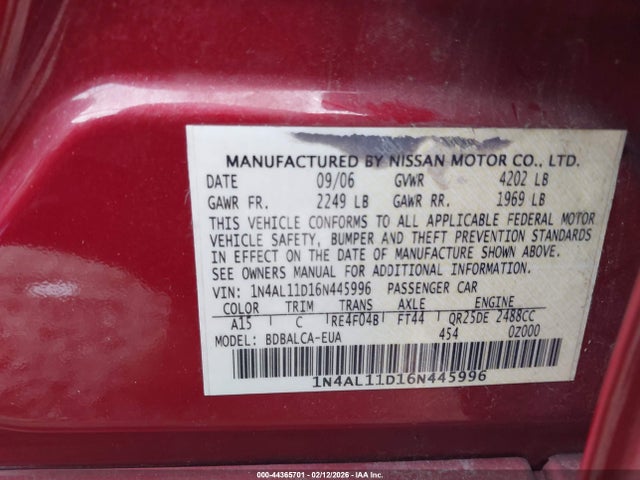 MANUFACTURED BY NISSAN MOTOR CO., LTD.
DATE 09/06 GVWR 4202 LB
GAWR FR. 2249 LB GAWR RR. 1969 LB
THIS VEHICLE CONFORMS TO ALL APPLICABLE FEDERAL MOTOR
VEHICLE SAFETY, BUMPER AND THEFT PREVENTION STANDARDS
IN EFFECT ON THE DATE OF MANUFACTURE SHOWN ABOVE.
SEE OWNERS MANUAL FOR ADDITIONAL INFORMATION.
VIN: 1N4AL11D16N445996 PASSENGER CAR
COLOR TRIM TRANS AXLE ENGINE
A15 C RE4F04B FT44 QR25DE 2488CC
MODEL: BDBALCA-EUA 454 0Z000
1N4AL11D16N445996
000-44365701 - 02/12/2026 - IAA Inc.